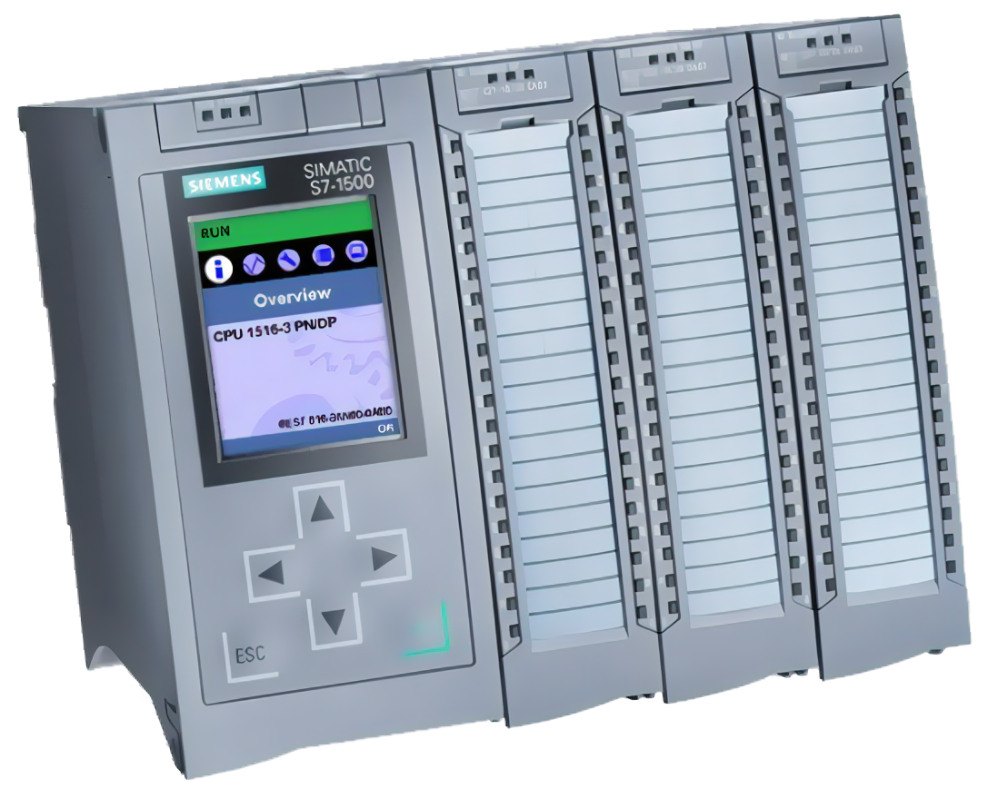 SIEMENS
SIMATIC
S7-1500
RUN
Overview
CPU 1516-3 PN/DP
OK
ESC